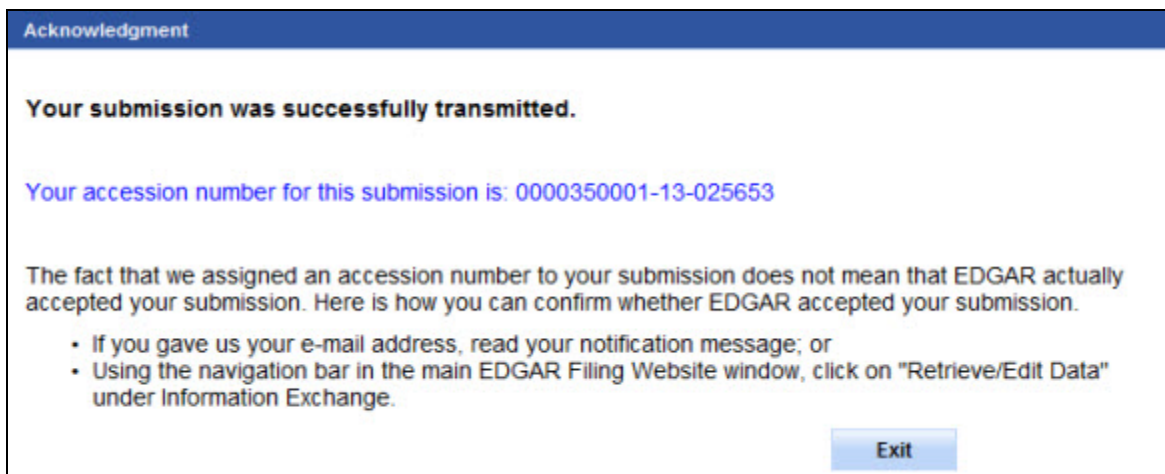 Acknowledgment
Your submission was successfully transmitted.
Your accession number for this submission is: 0000350001-13-025653
The fact that we assigned an accession number to your submission does not mean that EDGAR actually
accepted your submission. Here is how you can confirm whether EDGAR accepted your submission.
• If you gave us your e-mail address, read your notification message; or
• Using the navigation bar in the main EDGAR Filing Website window, click on "Retrieve/Edit Data"
under Information Exchange.
Exit